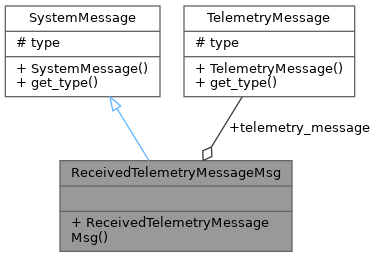 SystemMessage
# type
+ SystemMessage()
+ get_type()
TelemetryMessage
# type
+ TelemetryMessage()
+ get_type()
+telemetry_message
ReceivedTelemetryMessageMsg
+ ReceivedTelemetryMessage
Msg()